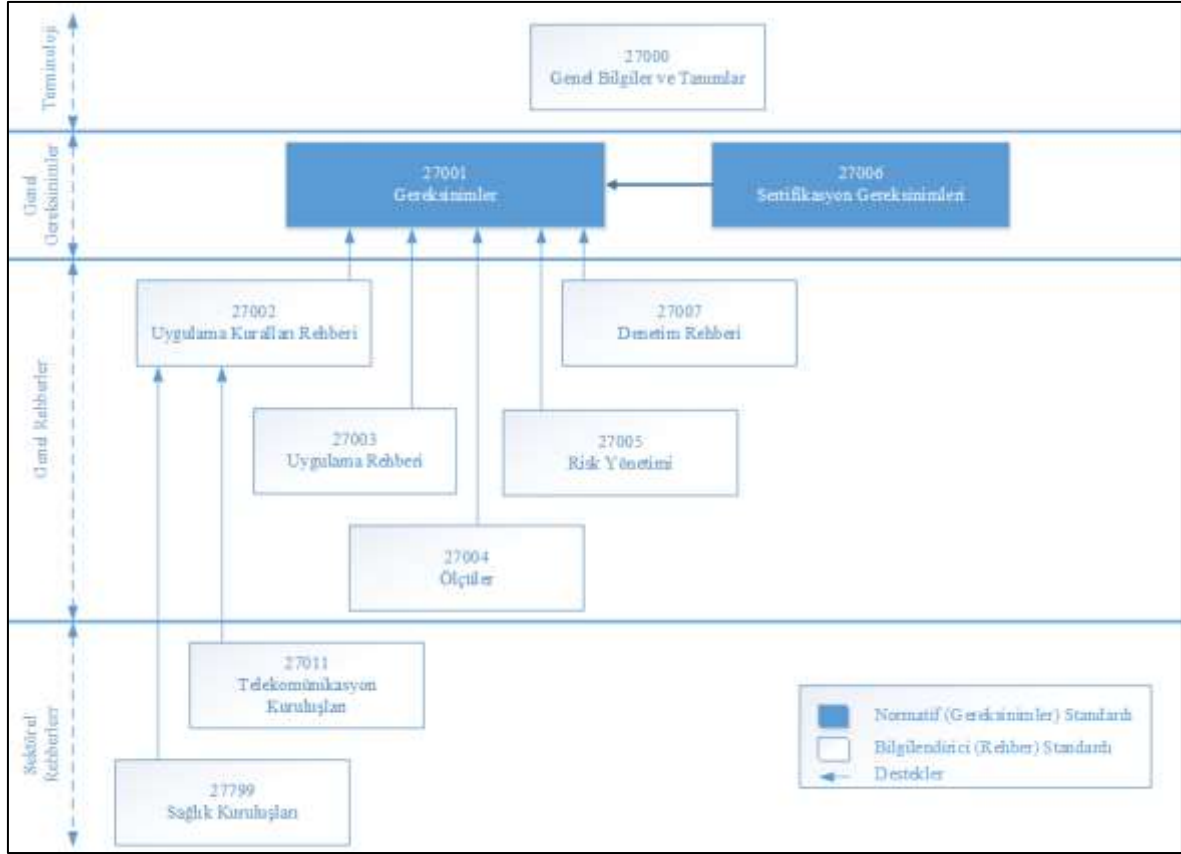 Terminoloji
27000
Genel Bilgiler ve Tanımlar
Genel
Gereksinimler
27001
Gereksinimler
27006
Sertifikasyon Gereksinimleri
Genel Rehberler
27002
Uygulama Kuralları Rehberi
27007
Denetim Rehberi
27003
Uygulama Rehberi
27005
Risk Yönetimi
27004
Ölçütler
Sektörel
Rehberleri
27011
Telekomünikasyon
Kuruluşları
27799
Sağlık Kuruluşları
Normatif (Gereksinimler) Standardı
Bilgilendirici (Rehber) Standardı
Destekler